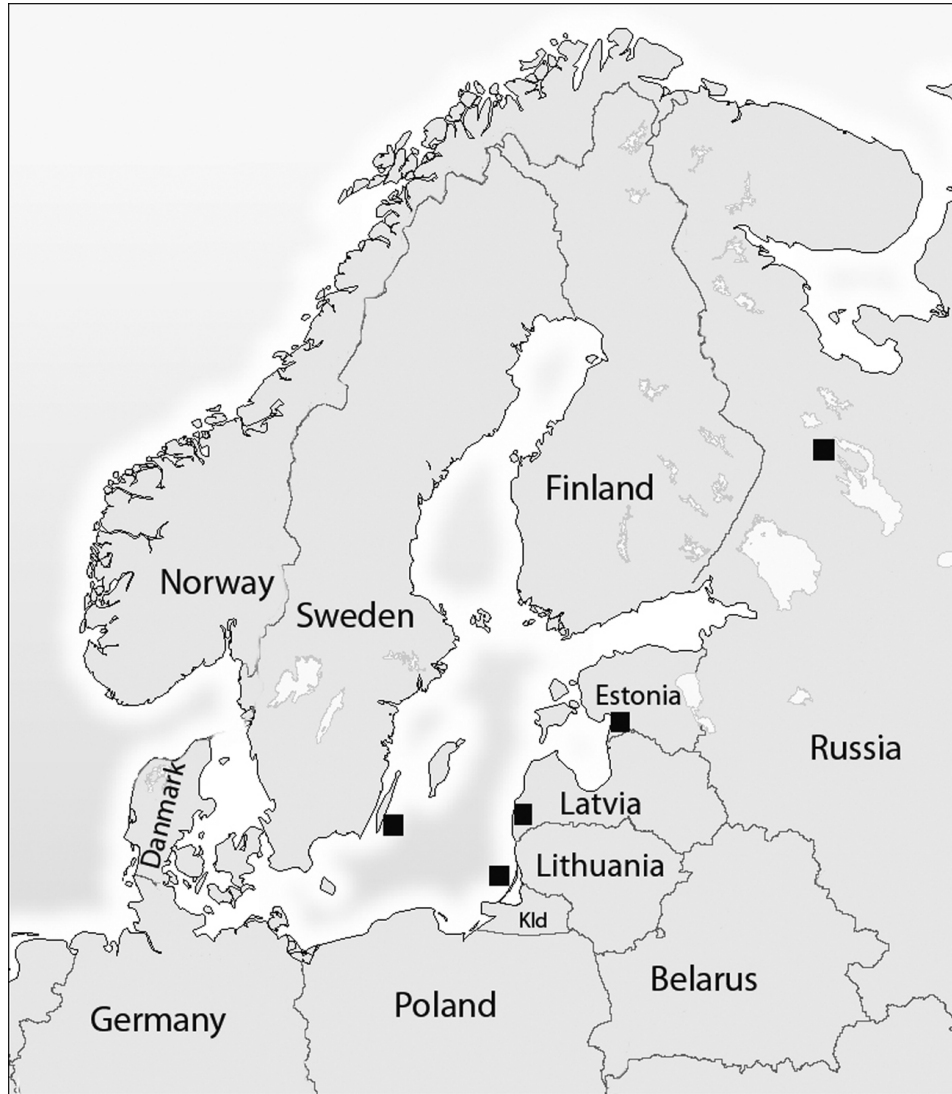 Finland
Norway
Sweden
Estonia
Russia
Danmark
Latvia
Lithuania
Kld
Belarus
Poland
Germany